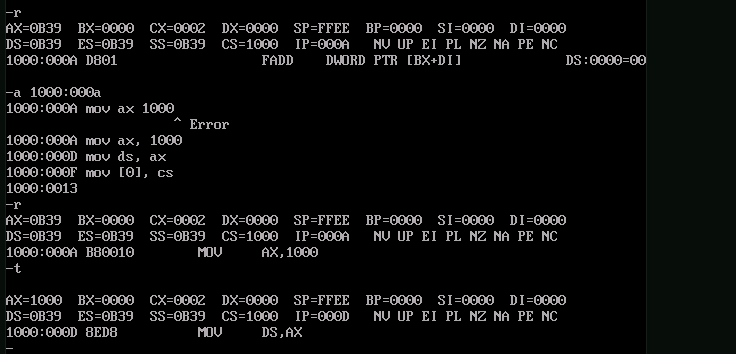 -r
AX=0B39  BX=0000  CX=0002  DX=0000  SP=FFEE  BP=0000  SI=0000  DI=0000
DS=0B39  ES=0B39  SS=0B39  CS=1000  IP=000A   NV UP EI PL NZ NA PE NC
1000:000A D801          FADD    DWORD PTR [BX+DI]          DS:0000=00
-a 1000:000a
1000:000A mov ax 1000
^ Error
1000:000A mov ax, 1000
1000:000D mov ds, ax
1000:000F mov [0], cs
1000:0013
-r
AX=0B39  BX=0000  CX=0002  DX=0000  SP=FFEE  BP=0000  SI=0000  DI=0000
DS=0B39  ES=0B39  SS=0B39  CS=1000  IP=000A   NV UP EI PL NZ NA PE NC
1000:000A B80010        MOV     AX,1000
-t
AX=1000  BX=0000  CX=0002  DX=0000  SP=FFEE  BP=0000  SI=0000  DI=0000
DS=0B39  ES=0B39  SS=0B39  CS=1000  IP=000D   NV UP EI PL NZ NA PE NC
1000:000D 8ED8          MOV     DS,AX
-